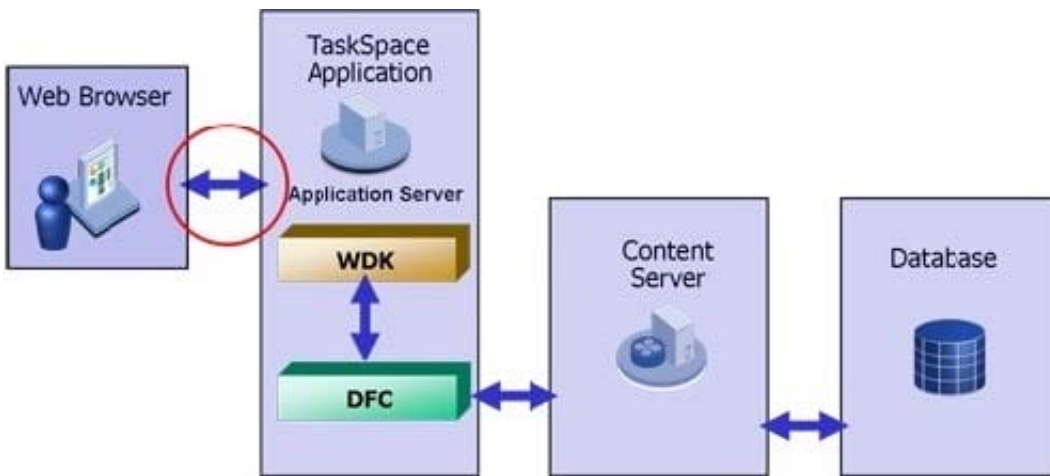 Web Browser
TaskSpace
Application
Application Server
WDK
DFC
Content
Server
Database